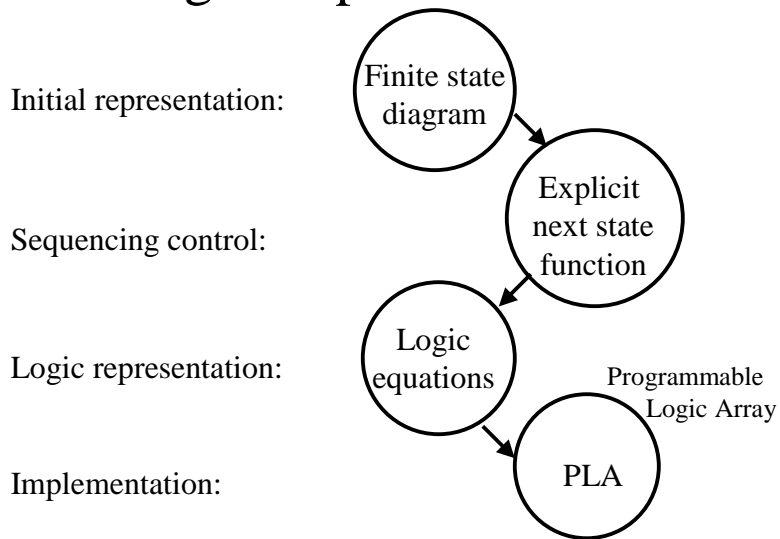 Initial representation:
Finite state
diagram
Sequencing control:
Explicit
next state
function
Logic representation:
Logic
equations
Programmable
Logic Array
Implementation:
PLA